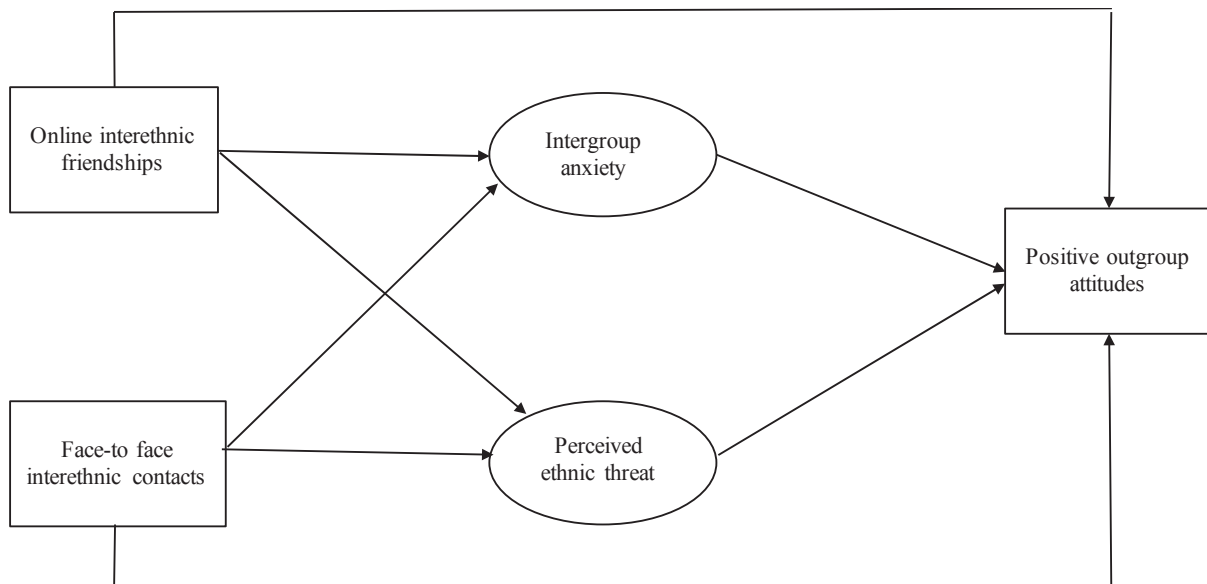 Online interethnic
friendships
Intergroup
anxiety
Positive outgroup
attitudes
Face-to face
interethnic contacts
Perceived
ethnic threat